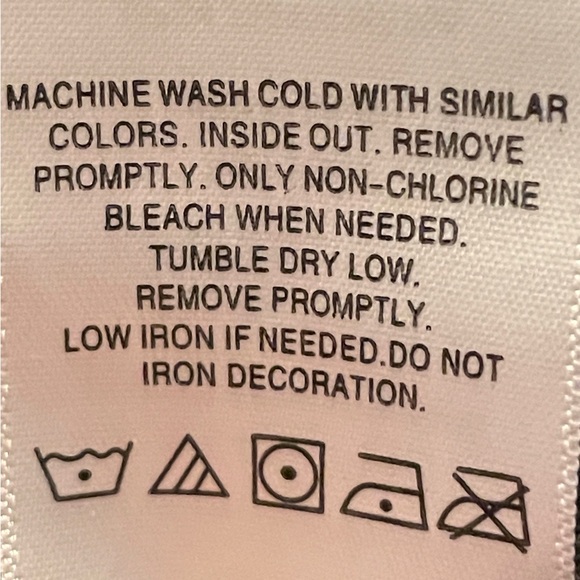 MACHINE WASH COLD WITH SIMILAR
COLORS. INSIDE OUT. REMOVE
PROMPTLY. ONLY NON-CHLORINE
BLEACH WHEN NEEDED.
TUMBLE DRY LOW.
REMOVE PROMPTLY.
LOW IRON IF NEEDED.DO NOT
IRON DECORATION.